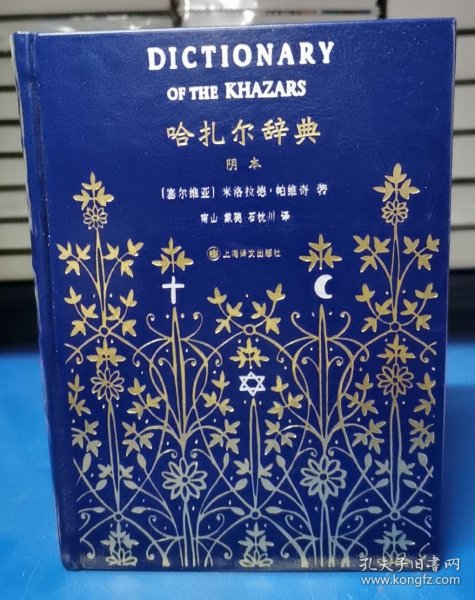 DICTIONARY
OF THE KHAZARS
哈扎尔辞典
阴本
［塞尔维亚］米洛拉德·帕维奇 著
南山 戴骢 石枕川 译
上海译文出版社
孔夫子旧书网
www.kongfz.com